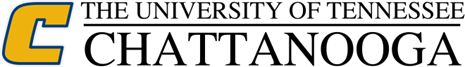 C THE UNIVERSITY OF TENNESSEE
CHATTANOOGA